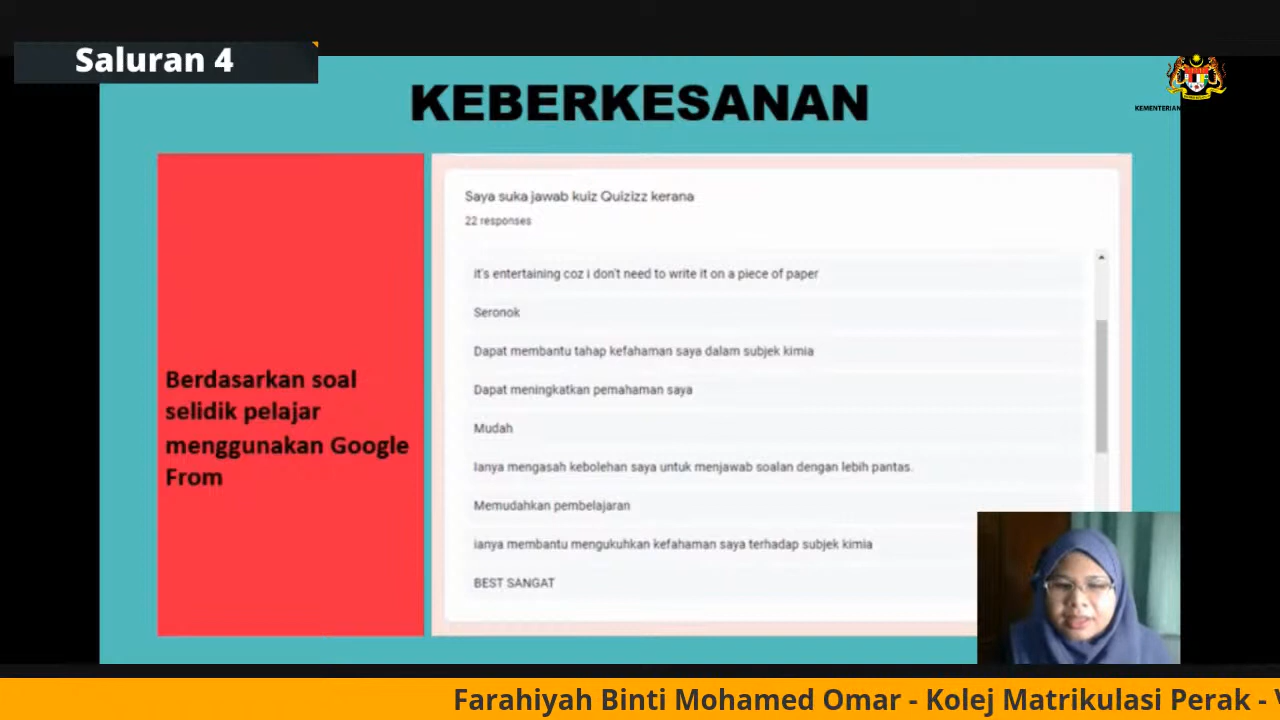 Saluran 4
KEMENTERIAN
KEBERKESANAN
Berdasarkan soal
selidik pelajar
menggunakan Google
From
Saya suka jawab kuiz Quizizz kerana
22 responses
it's entertaining coz i don't need to write it on a piece of paper
Seronok
Dapat membantu tahap kefahaman saya dalam subjek kimia
Dapat meningkatkan pemahaman saya
Mudah
Ianya mengasah kebolehan saya untuk menjawab soalan dengan lebih pantas.
Memudahkan pembelajaran
ianya membantu mengukuhkan kefahaman saya terhadap subjek kimia
BEST SANGAT
Farahiyah Binti Mohamed Omar - Kolej Matrikulasi Perak -